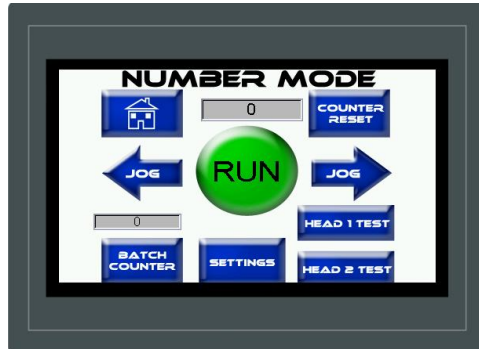 NUMBER MODE
0
COUNTER
RESET
JOG
RUN
JOG
0
HEAD 1 TEST
BATCH
COUNTER
SETTINGS
HEAD 2 TEST